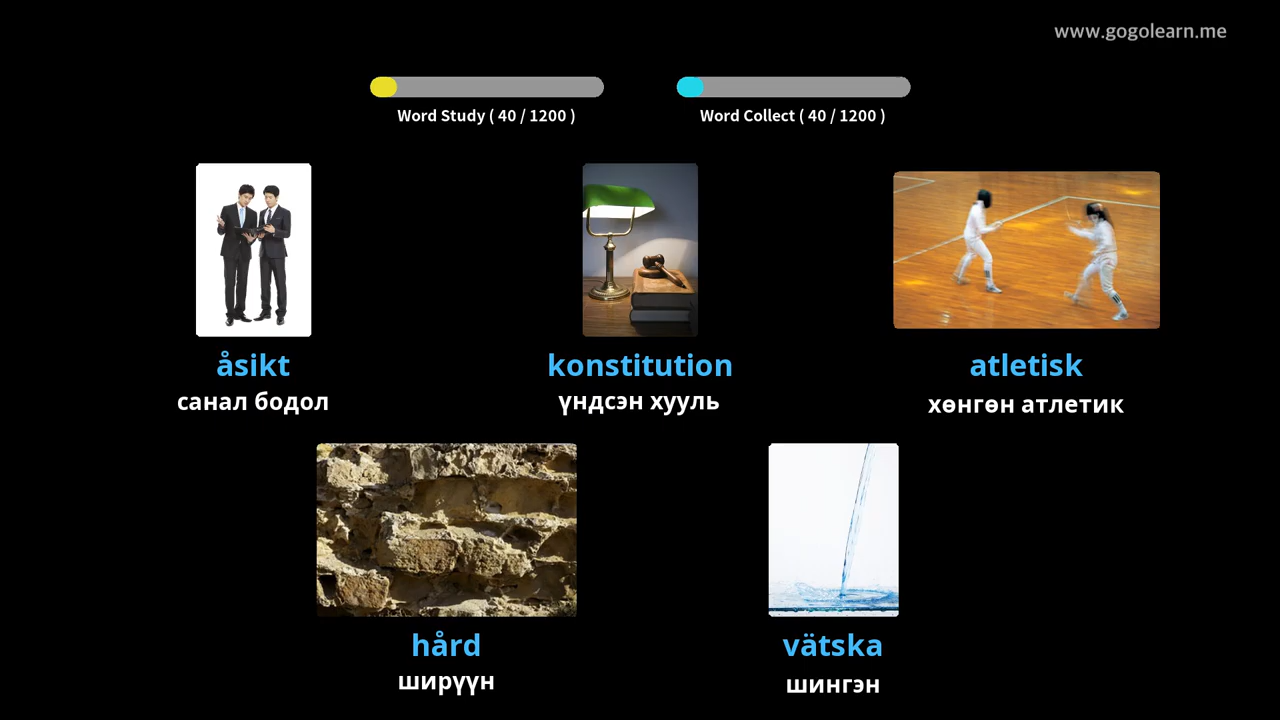 www.gogolearn.me
Word Study ( 40 / 1200 )
Word Collect ( 40 / 1200 )
åsikt
санал бодол
konstitution
үндсэн хууль
atletisk
хөнгөн атлетик
hård
ширүүн
vätska
шингэн